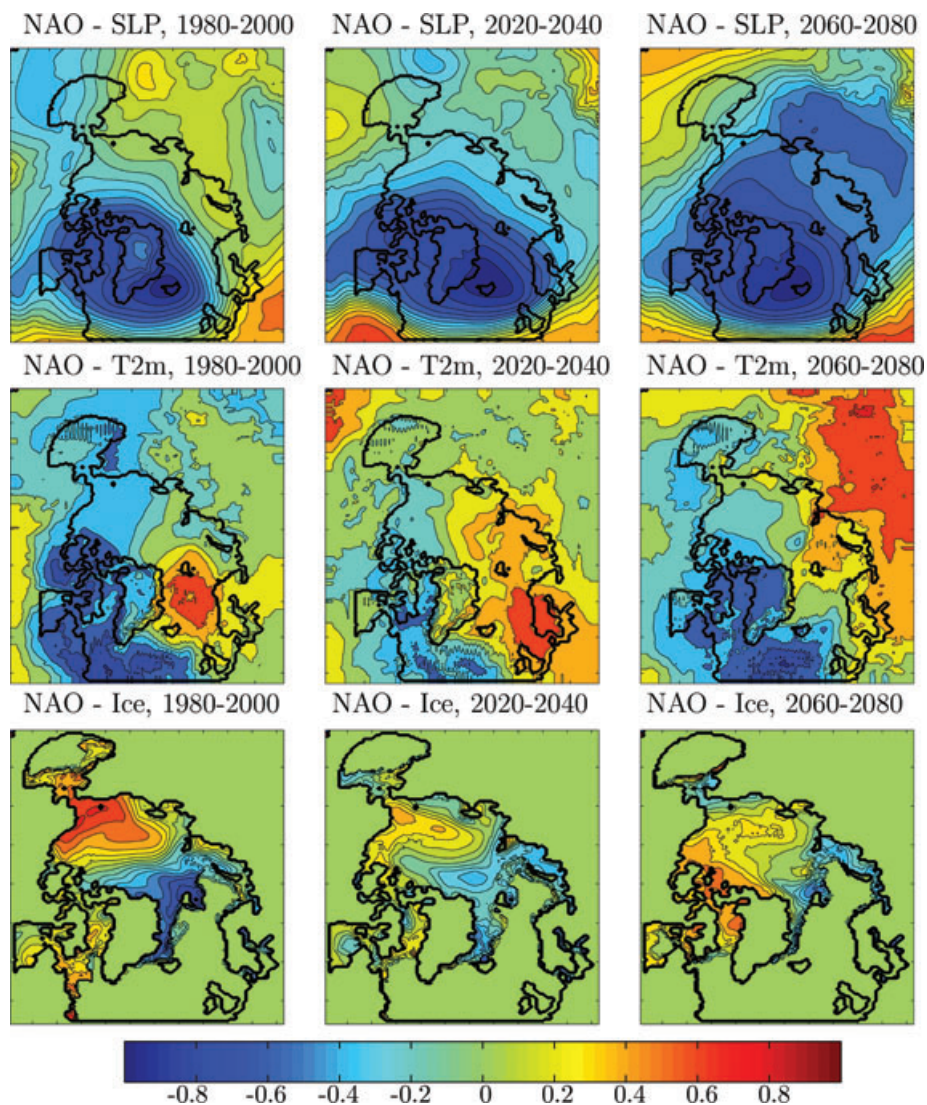 NAO - SLP, 1980-2000 NAO - SLP, 2020-2040 NAO - SLP, 2060-2080
NAO - T2m, 1980-2000 NAO - T2m, 2020-2040 NAO - T2m, 2060-2080
NAO - Ice, 1980-2000 NAO - Ice, 2020-2040 NAO - Ice, 2060-2080
-0.8 -0.6 -0.4 -0.2 0 0.2 0.4 0.6 0.8